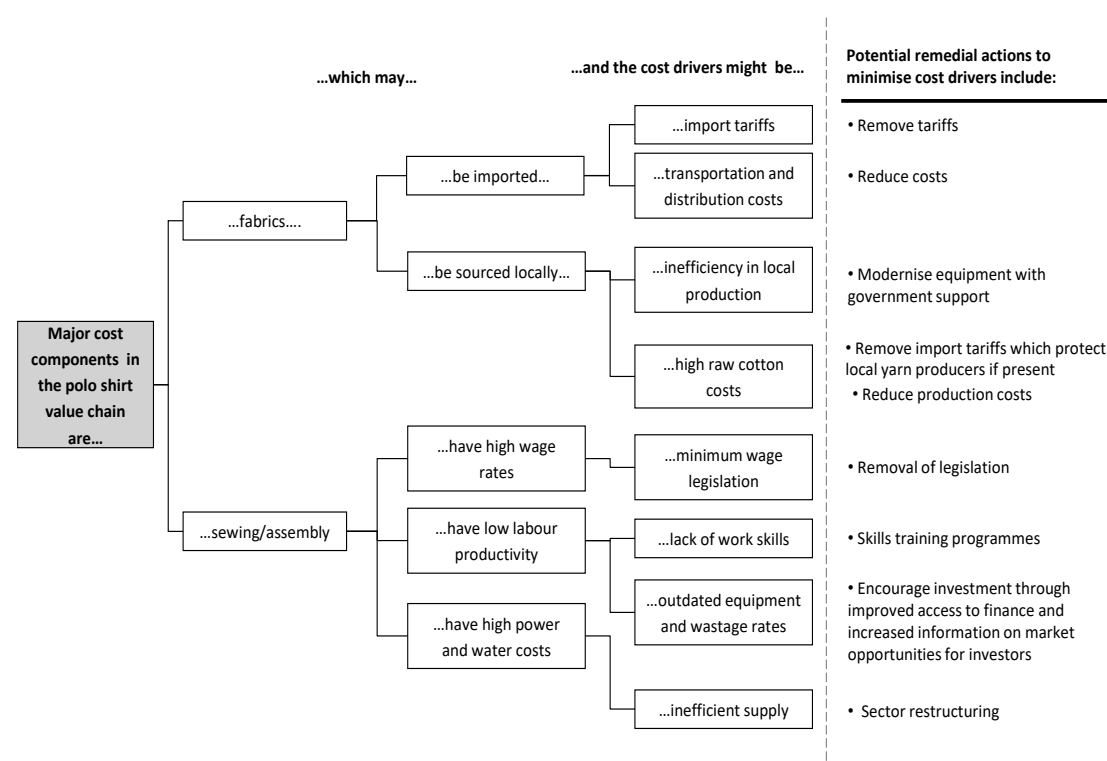 Potential remedial actions to
minimise cost drivers include:
…which may…
…and the cost drivers might  be…
…import tariffs
• Remove tariffs
…be imported…
…transportation and
distribution costs
• Reduce costs
…fabrics….
…be sourced locally…
…inefficiency in local
production
• Modernise equipment with
government support
Major cost
components  in
the polo shirt
value chain
are…
…high raw cotton
costs
• Remove import tariffs which protect
local yarn producers if present
• Reduce production costs
…have high wage
rates
…minimum wage
legislation
• Removal of legislation
…sewing/assembly
…have low labour
productivity
…lack of work skills
• Skills training programmes
…outdated equipment
and wastage rates
• Encourage investment through
improved access to finance and
increased information on market
opportunities for investors
…have high power
and water costs
…inefficient supply
• Sector restructuring